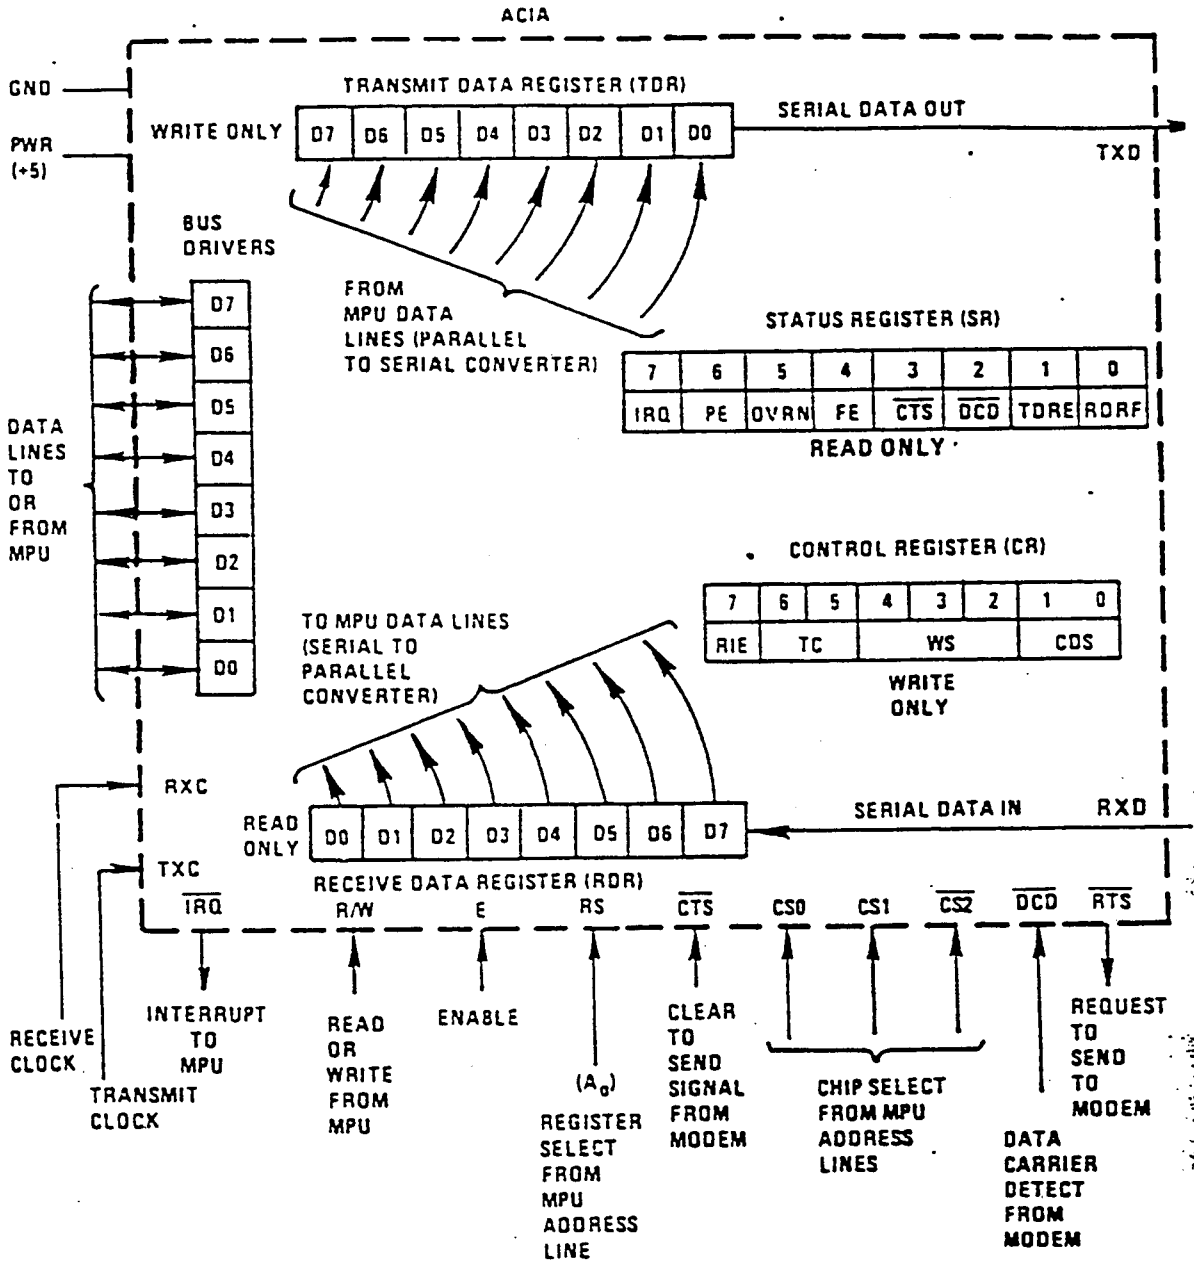 ACIA
GND
PWR
(+5)
TRANSMIT DATA REGISTER (TDR)
WRITE ONLY
D7 D6 D5 D4 D3 D2 D1 D0
SERIAL DATA OUT
TXD
BUS
DRIVERS
D7
D6
D5
D4
D3
D2
D1
D0
DATA
LINES
TO
OR
FROM
MPU
FROM
MPU DATA
LINES (PARALLEL
TO SERIAL CONVERTER)
STATUS REGISTER (SR)
7 6 5 4 3 2 1 0
IRQ PE OVRN FE C̅T̅S̅ D̅C̅D̅ TDRE RDRF
READ ONLY
CONTROL REGISTER (CR)
7 6 5 4 3 2 1 0
RIE TC WS CDS
WRITE
ONLY
TO MPU DATA LINES
(SERIAL TO
PARALLEL
CONVERTER)
RXC
TXC
READ
ONLY
D0 D1 D2 D3 D4 D5 D6 D7
SERIAL DATA IN
RXD
RECEIVE DATA REGISTER (RDR)
I̅R̅Q̅ R/W E RS C̅T̅S̅ CS0 CS1 C̅S̅2̅ D̅C̅D̅ R̅T̅S̅
RECEIVE
CLOCK
TRANSMIT
CLOCK
INTERRUPT
TO
MPU
READ
OR
WRITE
FROM
MPU
ENABLE
(A₀)
REGISTER
SELECT
FROM
MPU
ADDRESS
LINE
CLEAR
TO
SEND
SIGNAL
FROM
MODEM
CHIP SELECT
FROM MPU
ADDRESS
LINES
DATA
CARRIER
DETECT
FROM
MODEM
REQUEST
TO
SEND
TO
MODEM